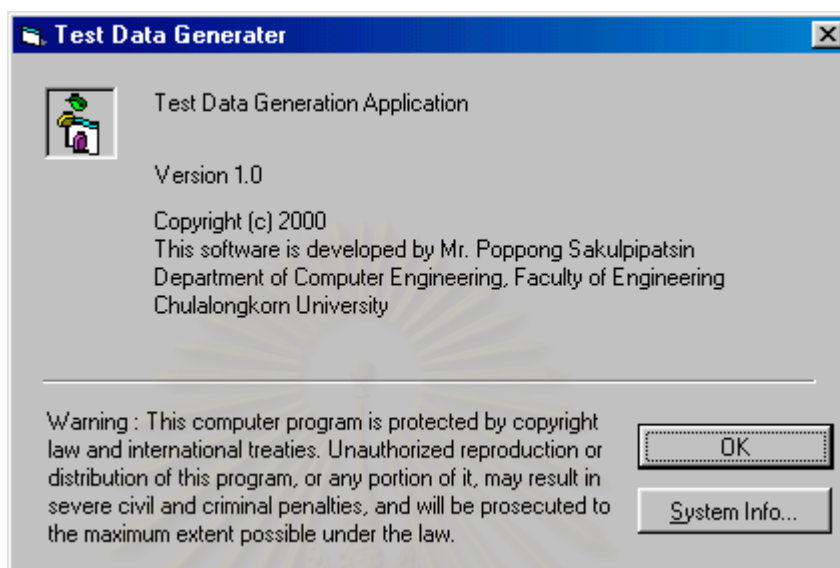 Test Data Generater
Test Data Generation Application
Version 1.0
Copyright (c) 2000
This software is developed by Mr. Poppong Sakulpipatsin
Department of Computer Engineering, Faculty of Engineering
Chulalongkorn University
Warning : This computer program is protected by copyright
law and international treaties. Unauthorized reproduction or
distribution of this program, or any portion of it, may result in
severe civil and criminal penalties, and will be prosecuted to
the maximum extent possible under the law.
OK
System Info...